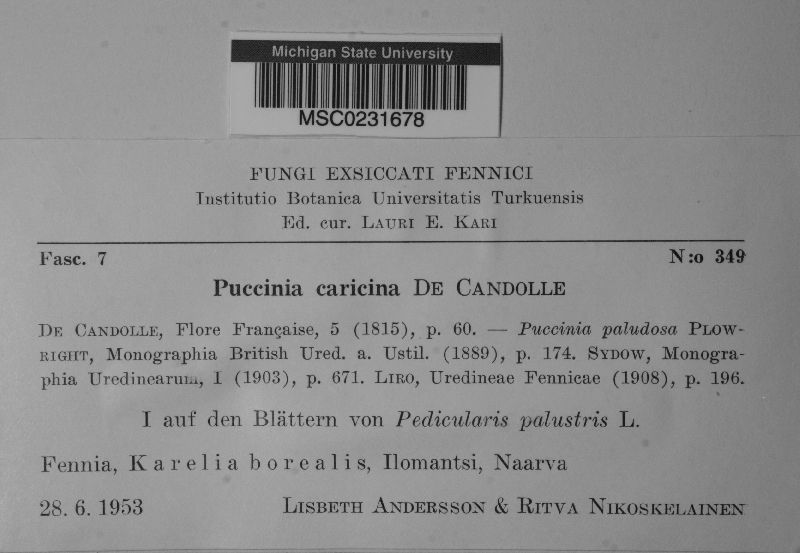 Michigan State University
MSC0231678
FUNGI EXSICCATI FENNICI
Institutio Botanica Universitatis Turkuensis
Ed. cur. LAURI E. KARI
Fasc. 7 N:o 349
Puccinia caricina DE CANDOLLE
DE CANDOLLE, Flore Française, 5 (1815), p. 60. — Puccinia paludosa PLOW-
RIGHT, Monographia British Ured. a. Ustil. (1889), p. 174. SYDOW, Monogra-
phia Uredinearum, I (1903), p. 671. LIRO, Uredineae Fennicae (1908), p. 196.
I auf den Blättern von Pedicularis palustris L.
Fennia, Karelia borealis, Ilomantsi, Naarva
28. 6. 1953 LISBETH ANDERSSON & RITVA NIKOSKELAINEN